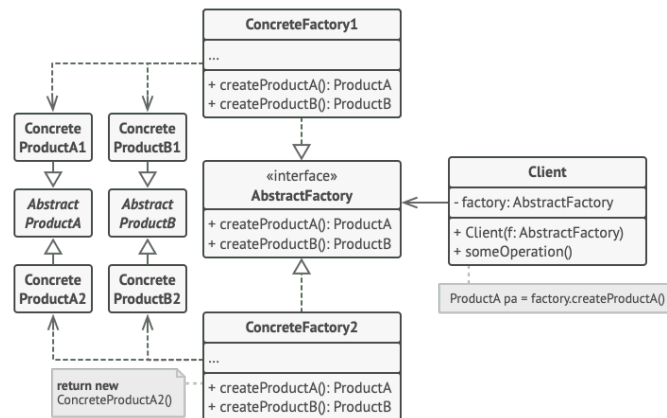 ConcreteFactory1
...
+ createProductA(): ProductA
+ createProductB(): ProductB
Concrete
ProductA1
Concrete
ProductB1
Abstract
ProductA
Abstract
ProductB
Concrete
ProductA2
Concrete
ProductB2
«interface»
AbstractFactory
+ createProductA(): ProductA
+ createProductB(): ProductB
Client
- factory: AbstractFactory
+ Client(f: AbstractFactory)
+ someOperation()
ProductA pa = factory.createProductA()
ConcreteFactory2
...
+ createProductA(): ProductA
+ createProductB(): ProductB
return new
ConcreteProductA2()